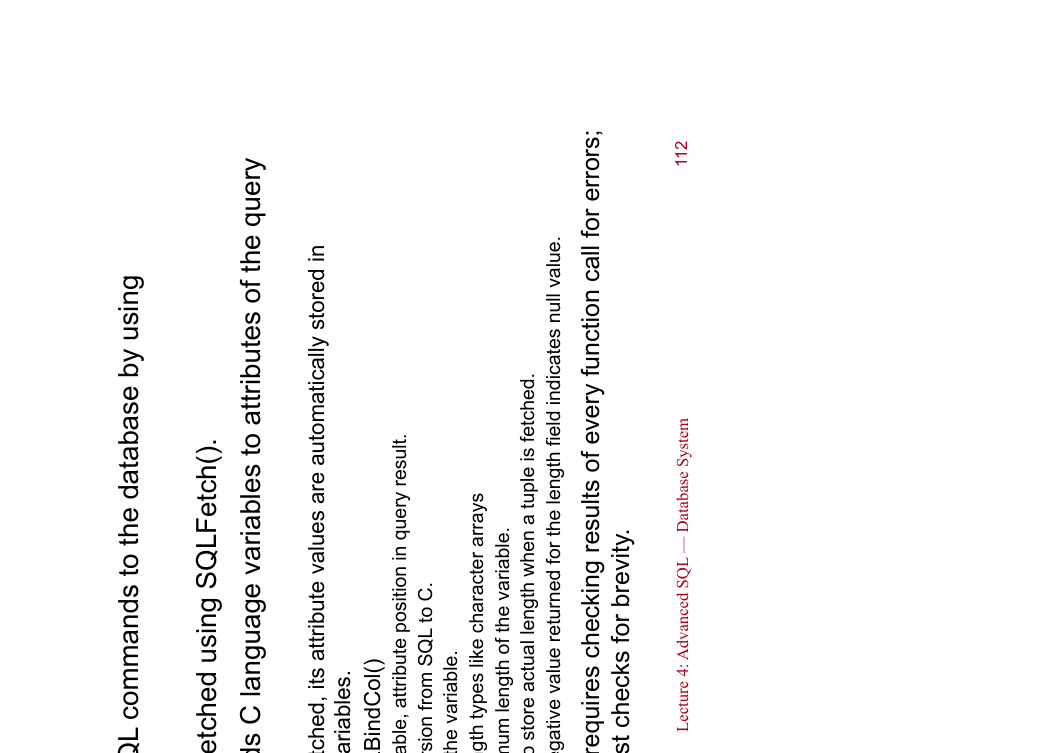 QL commands to the database by using
etched using SQLFetch().
ds C language variables to attributes of the query
tched, its attribute values are automatically stored in
ariables.
BindCol()
able, attribute position in query result.
rsion from SQL to C.
the variable.
gth types like character arrays
num length of the variable.
o store actual length when a tuple is fetched.
egative value returned for the length field indicates null value.
requires checking results of every function call for errors;
st checks for brevity.
Lecture 4: Advanced SQL — Database System
112